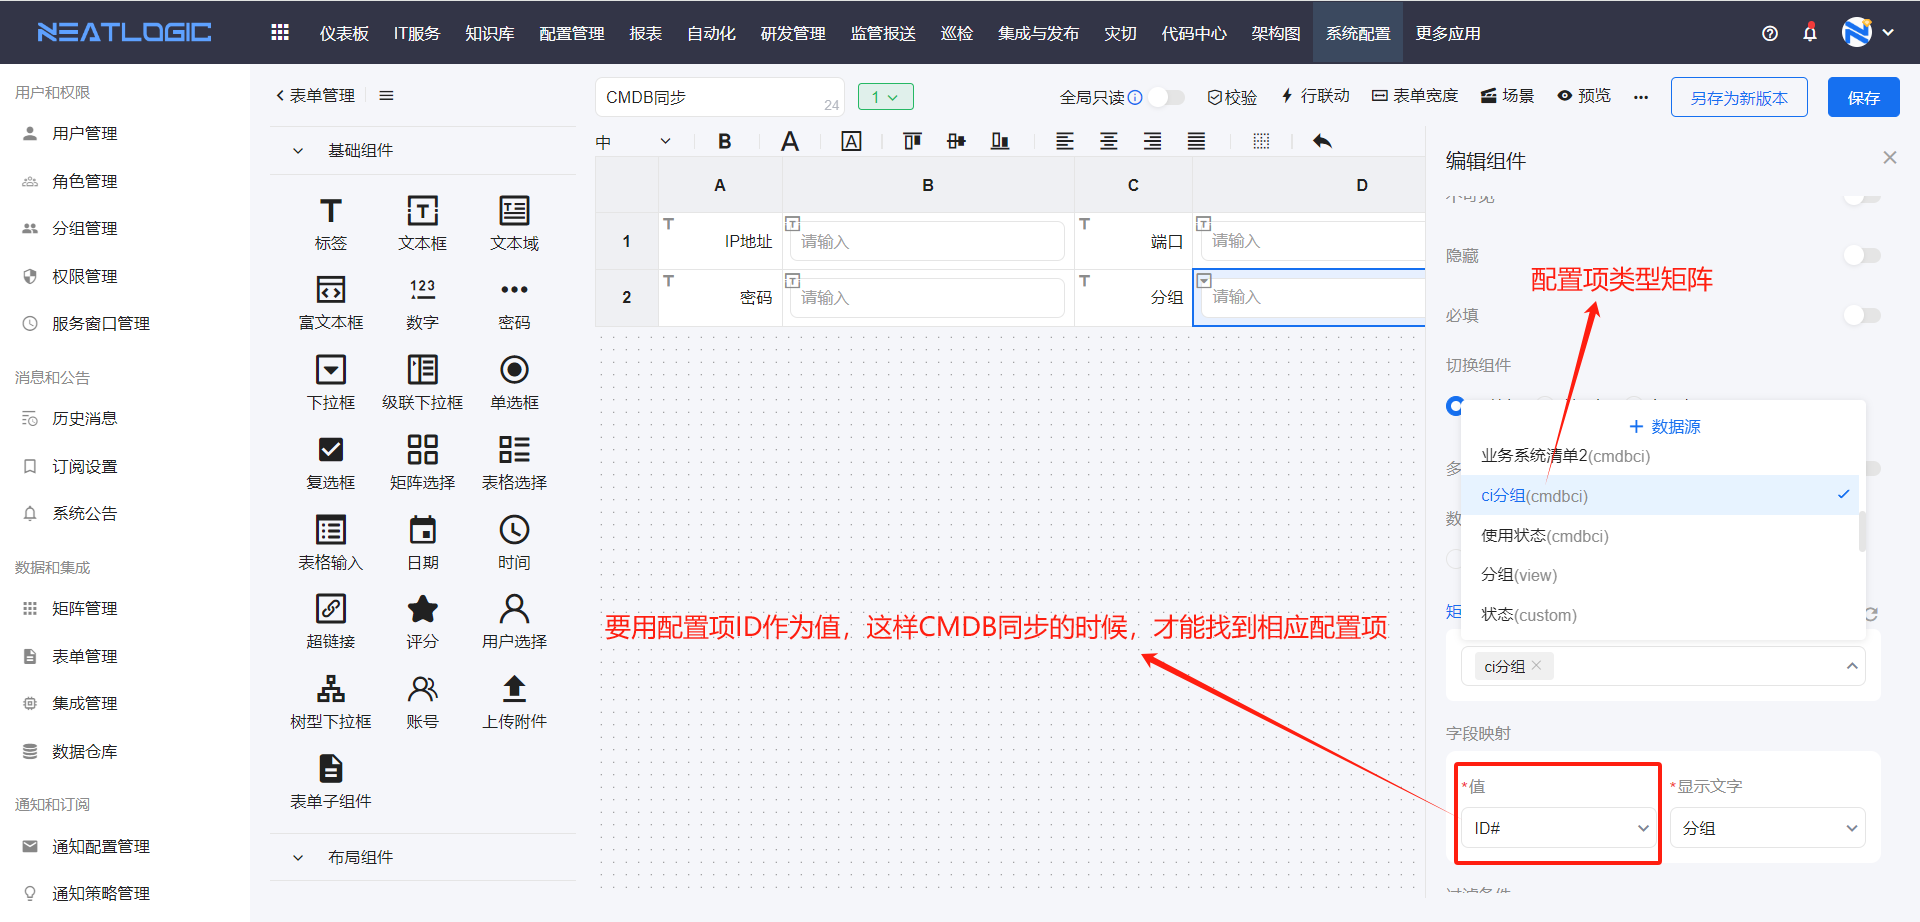 NEATLOGIC 仪表板 IT服务 知识库 配置管理 报表 自动化 研发管理 监管报送 巡检 集成与发布 灾切 代码中心 架构图 系统配置 更多应用
用户和权限
用户管理
角色管理
分组管理
权限管理
服务窗口管理
消息和公告
历史消息
订阅设置
系统公告
数据和集成
矩阵管理
表单管理
集成管理
数据仓库
通知和订阅
通知配置管理
通知策略管理
表单管理
基础组件
标签 文本框 文本域
富文本框 数字 密码
下拉框 级联下拉框 单选框
复选框 矩阵选择 表格选择
表格输入 日期 时间
超链接 评分 用户选择
树型下拉框 账号 上传附件
表单子组件
布局组件
CMDB同步 24 1 全局只读 校验 行联动 表单宽度 场景 预览 另存为新版本 保存
中 B A A
A B C D
1 IP地址 请输入 端口 请输入
2 密码 请输入 分组 请输入
要用配置项ID作为值，这样CMDB同步的时候，才能找到相应配置项
编辑组件
不可见
隐藏
配置项类型矩阵
必填
切换组件
数据源
业务系统清单2(cmdbci)
多
ci分组(cmdbci)
数
使用状态(cmdbci)
分组(view)
矩
状态(custom)
ci分组
字段映射
*值 *显示文字
ID# 分组
过滤条件